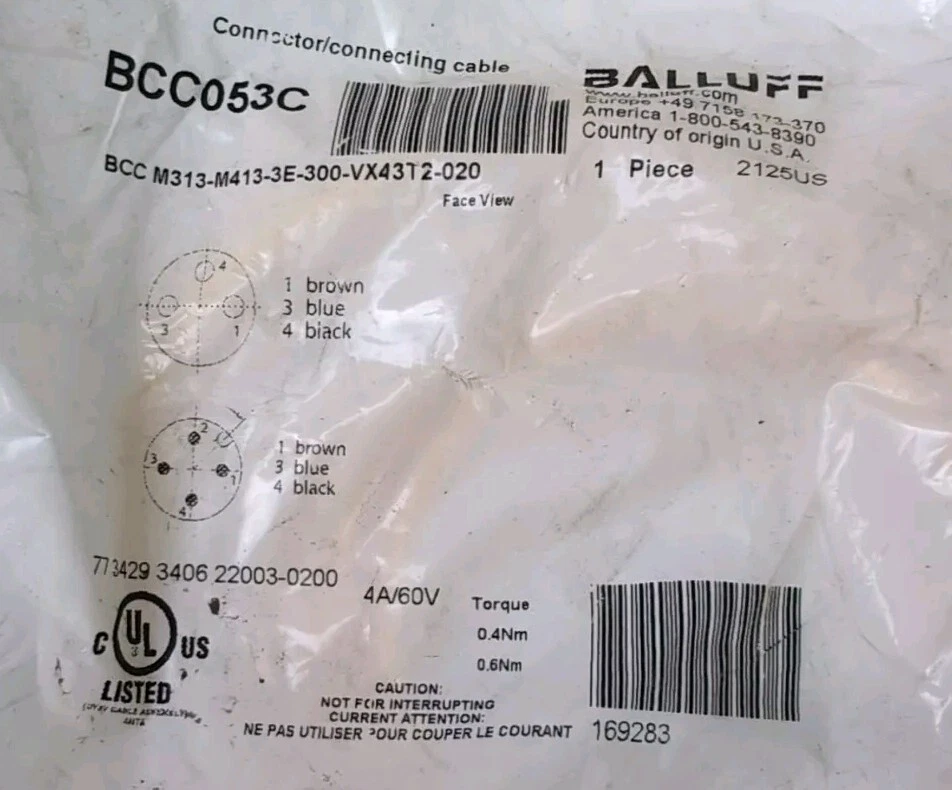 Connector/connecting cable
BCC053C
BALLUFF
www.balluff.com
Europe +49 7158 173-370
America 1-800-543-8390
Country of origin U.S.A.
BCC M313-M413-3E-300-VX43T2-020
1 Piece 2125US
Face View
4
3 1
1 brown
3 blue
4 black
2
3
1
4
1 brown
3 blue
4 black
773429 3406 22003-0200
4A/60V
Torque
0.4Nm
0.6Nm
C UL US
LISTED
CAUTION:
NOT FOR INTERRUPTING
CURRENT ATTENTION:
NE PAS UTILISER POUR COUPER LE COURANT
169283